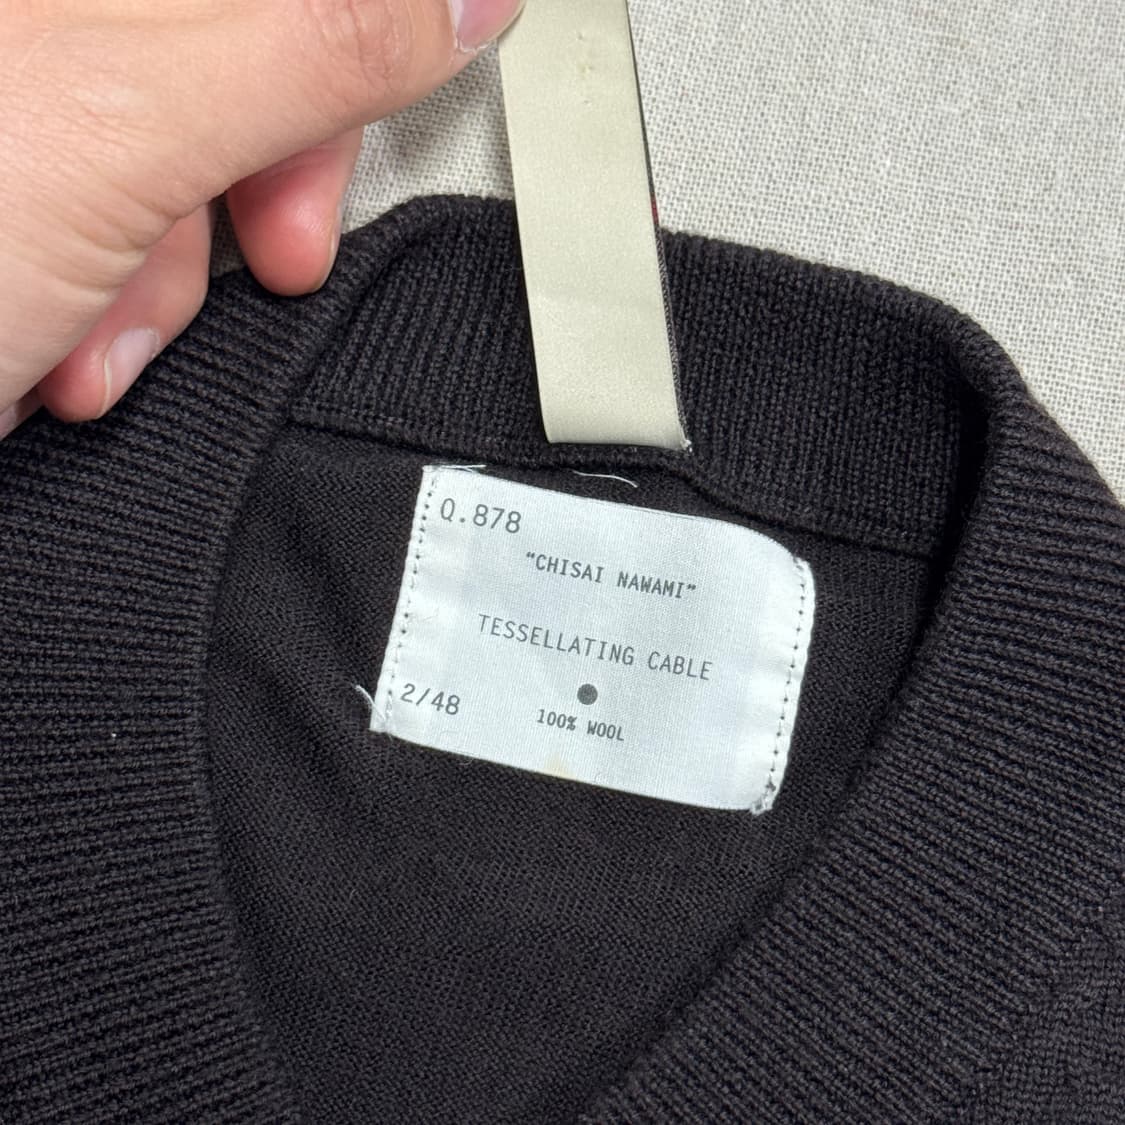 Q.878
"CHISAI NAWAMI"
TESSELLATING CABLE
2/48
100% WOOL